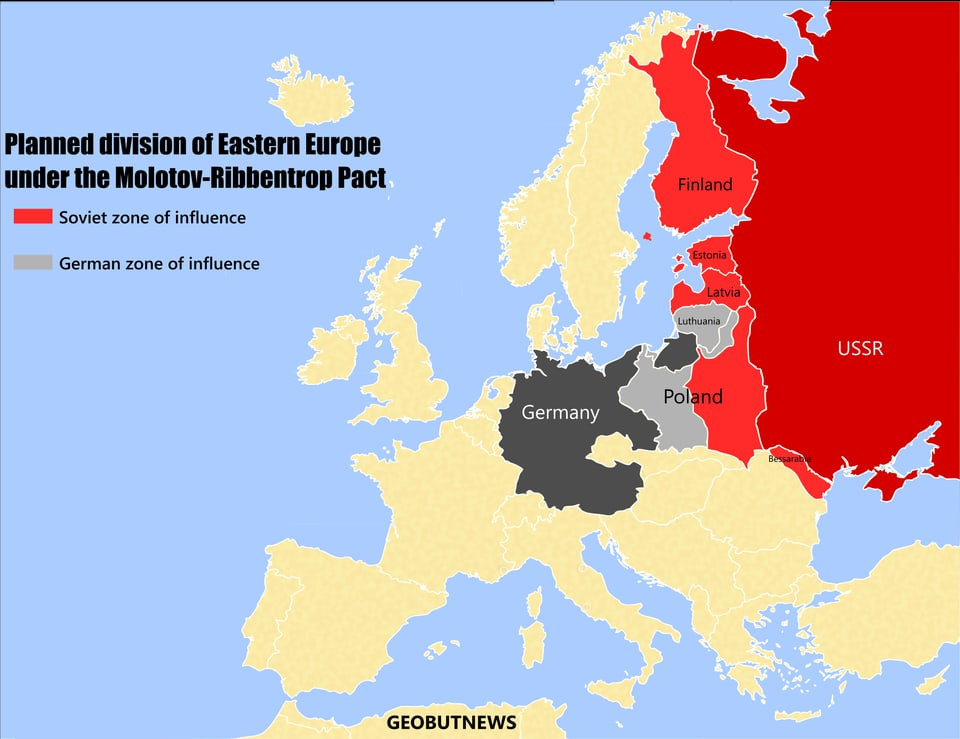 Planned division of Eastern Europe
under the Molotov-Ribbentrop Pact
Soviet zone of influence
German zone of influence
Finland
Estonia
Latvia
Luthuania
USSR
Poland
Germany
Bessarabia
GEOBUTNEWS